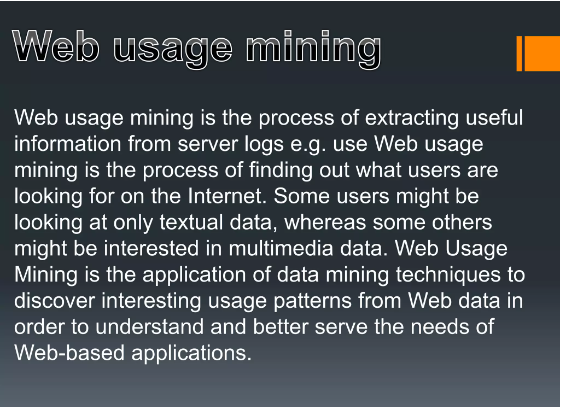 Web usage mining
Web usage mining is the process of extracting useful
information from server logs e.g. use Web usage
mining is the process of finding out what users are
looking for on the Internet. Some users might be
looking at only textual data, whereas some others
might be interested in multimedia data. Web Usage
Mining is the application of data mining techniques to
discover interesting usage patterns from Web data in
order to understand and better serve the needs of
Web-based applications.